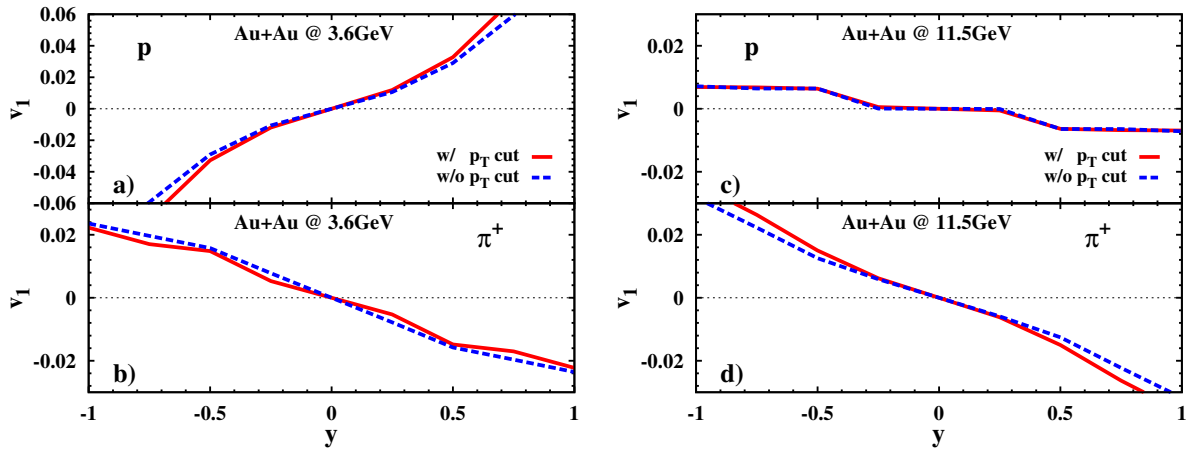 0.06
0.04
0.02
0
-0.02
-0.04
-0.06
v1
p
Au+Au @ 3.6GeV
w/ pT cut
w/o pT cut
a)
0.02
0
-0.02
v1
Au+Au @ 3.6GeV
π+
b)
-1 -0.5 0 0.5 1
y
0.02
0
-0.02
v1
Au+Au @ 11.5GeV
p
w/ pT cut
w/o pT cut
c)
0.02
0
-0.02
v1
Au+Au @ 11.5GeV
π+
d)
-1 -0.5 0 0.5 1
y